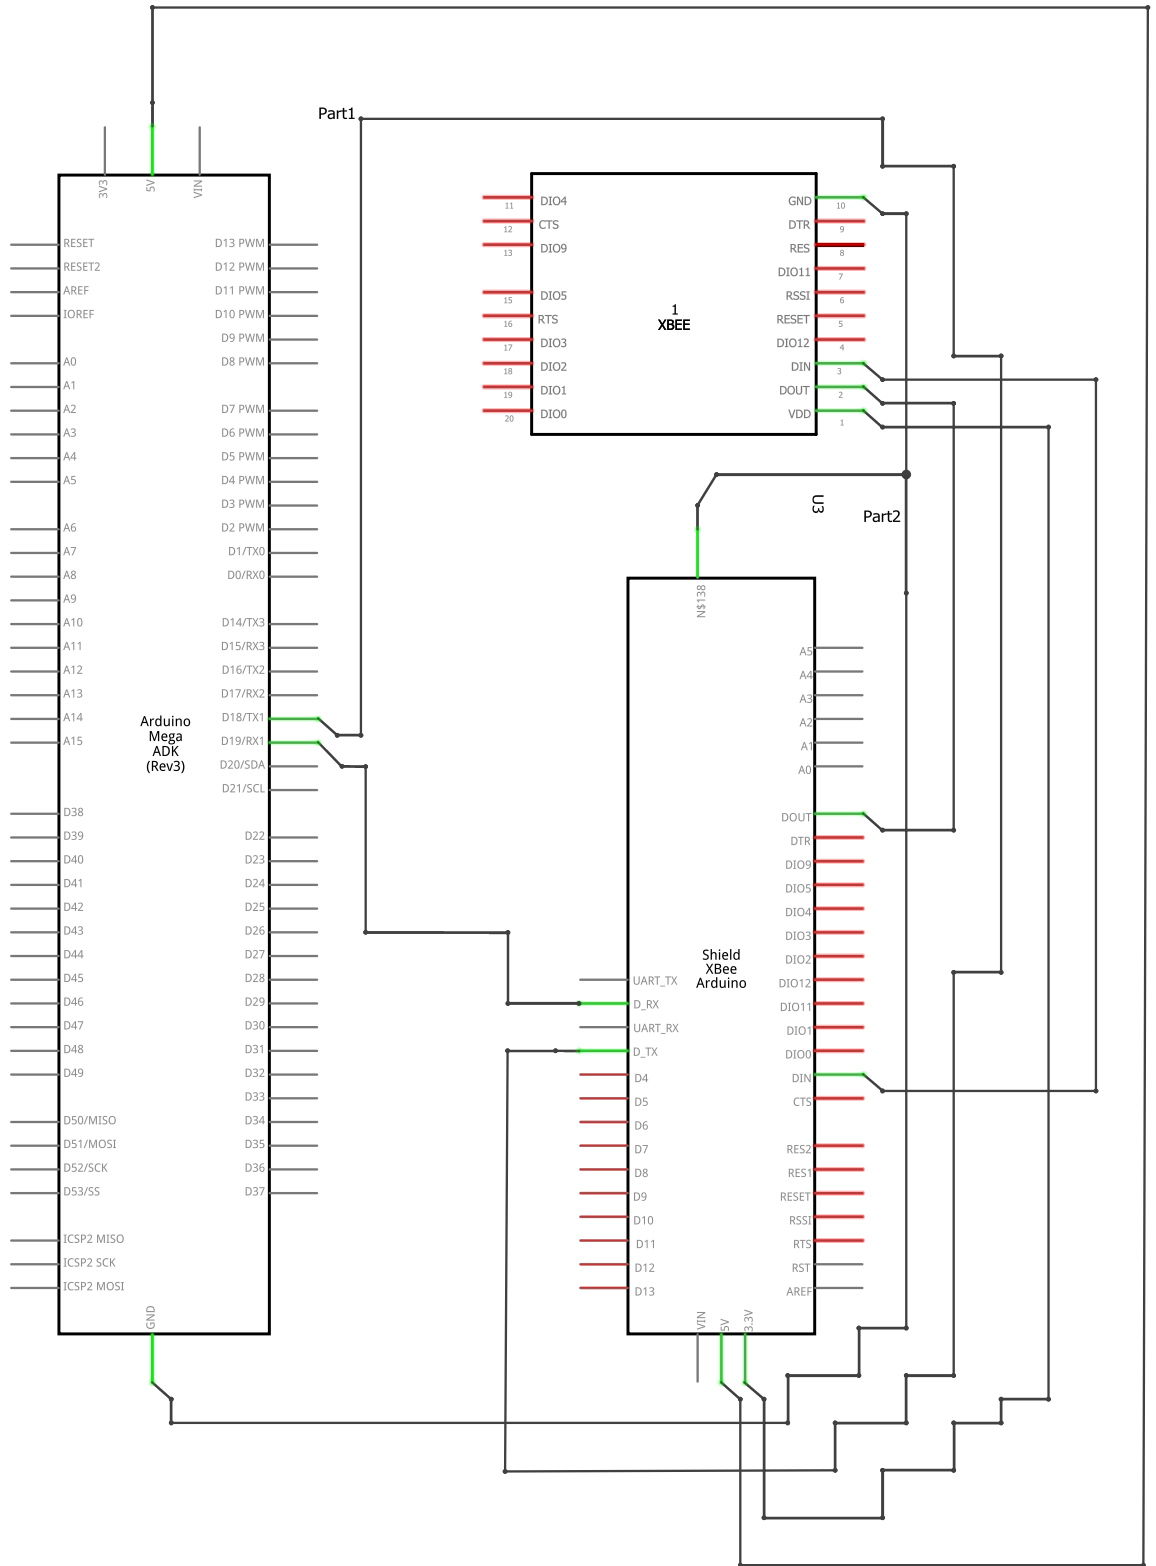 Part1
3V3
5V
VIN
RESET
RESET2
AREF
IOREF
A0
A1
A2
A3
A4
A5
A6
A7
A8
A9
A10
A11
A12
A13
A14
A15
D38
D39
D40
D41
D42
D43
D44
D45
D46
D47
D48
D49
D50/MISO
D51/MOSI
D52/SCK
D53/SS
ICSP2 MISO
ICSP2 SCK
ICSP2 MOSI
GND
Arduino
Mega
ADK
(Rev3)
D13 PWM
D12 PWM
D11 PWM
D10 PWM
D9 PWM
D8 PWM
D7 PWM
D6 PWM
D5 PWM
D4 PWM
D3 PWM
D2 PWM
D1/TX0
D0/RX0
D14/TX3
D15/RX3
D16/TX2
D17/RX2
D18/TX1
D19/RX1
D20/SDA
D21/SCL
D22
D23
D24
D25
D26
D27
D28
D29
D30
D31
D32
D33
D34
D35
D36
D37
11 DIO4
12 CTS
13 DIO9
15 DIO5
16 RTS
17 DIO3
18 DIO2
19 DIO1
20 DIO0
1
XBEE
GND 10
DTR 9
RES 8
DIO11 7
RSSI 6
RESET 5
DIO12 4
DIN 3
DOUT 2
VDD 1
U3
Part2
N$138
A5
A4
A3
A2
A1
A0
DOUT
DTR
DIO9
DIO5
DIO4
DIO3
DIO2
DIO12
DIO11
DIO1
DIO0
DIN
CTS
RES2
RES1
RESET
RSSI
RTS
RST
AREF
Shield
XBee
Arduino
UART_TX
D_RX
UART_RX
D_TX
D4
D5
D6
D7
D8
D9
D10
D11
D12
D13
VIN
5V
3.3V